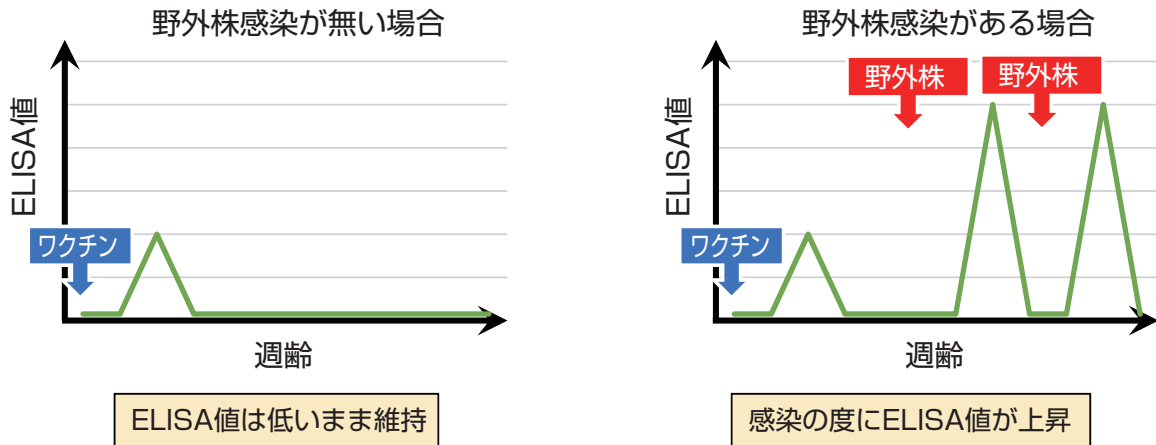 野外株感染が無い場合
ELISA値
ワクチン
週齢
ELISA値は低いまま維持
野外株感染がある場合
野外株
野外株
ELISA値
ワクチン
週齢
感染の度にELISA値が上昇